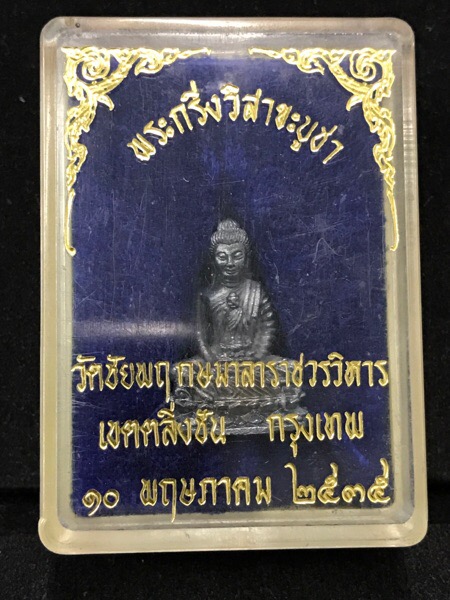 พระกริ่งวิสาขะบูชา
วัดชัยพฤกษมาลาราชวรวิหาร
เขตตลิ่งชัน กรุงเทพ
๑๐ พฤษภาคม ๒๕๓๕